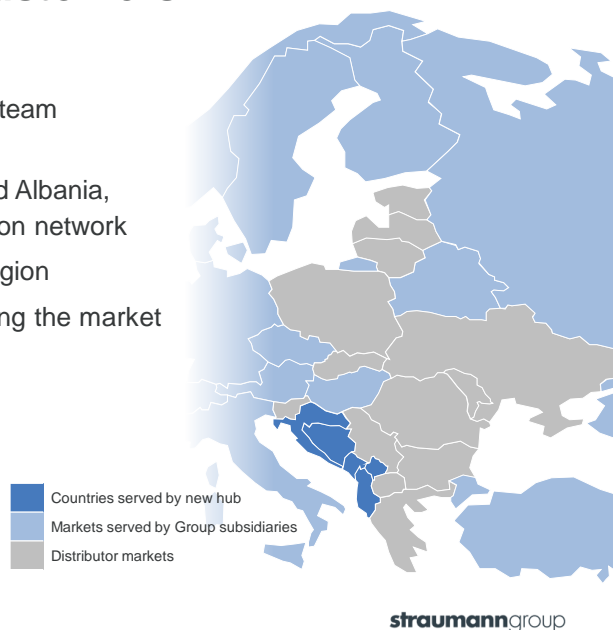 team
d Albania,
on network
gion
ng the market
Countries served by new hub
Markets served by Group subsidiaries
Distributor markets
straumanngroup